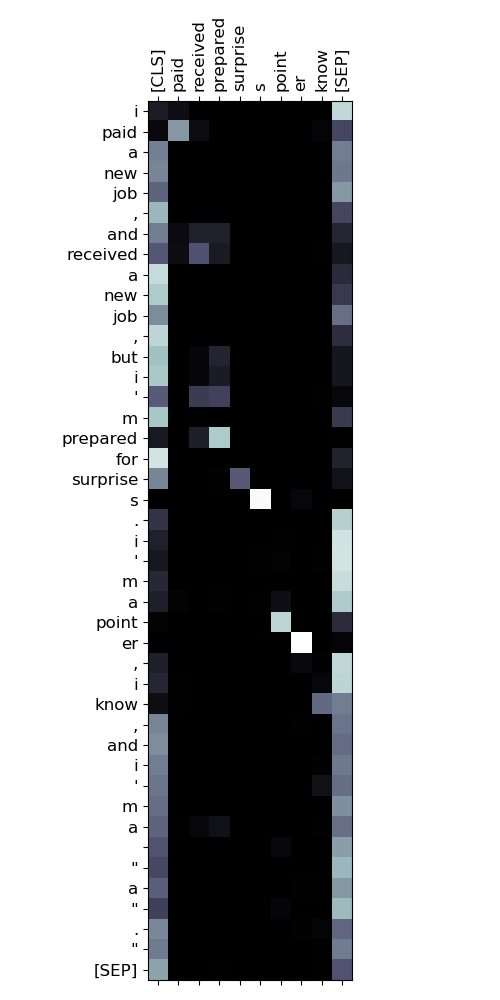 [CLS] paid received prepared surprise s point er know [SEP]
i
paid
a
new
job
,
and
received
a
new
job
,
but
i
'
m
prepared
for
surprise
s
.
i
'
m
a
point
er
,
i
know
,
and
i
'
m
a
"
a
"
.
"
[SEP]